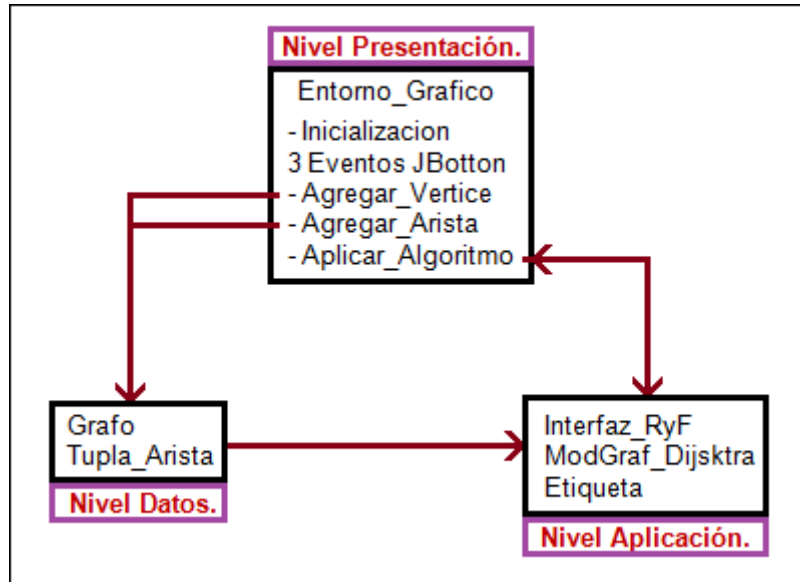 Nivel Presentación.
Entorno_Grafico
- Inicializacion
3 Eventos JBotton
- Agregar_Vertice
- Agregar_Arista
- Aplicar_Algoritmo
Grafo
Tupla_Arista
Nivel Datos.
Interfaz_RyF
ModGraf_Dijsktra
Etiqueta
Nivel Aplicación.